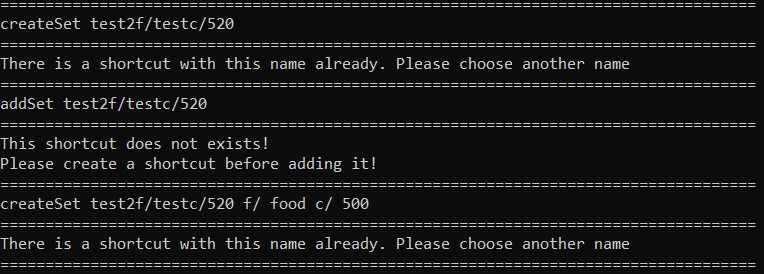 ====================================================================================
createSet test2f/testc/520
====================================================================================
There is a shortcut with this name already. Please choose another name
====================================================================================
addSet test2f/testc/520
====================================================================================
This shortcut does not exists!
Please create a shortcut before adding it!
====================================================================================
createSet test2f/testc/520 f/ food c/ 500
====================================================================================
There is a shortcut with this name already. Please choose another name
====================================================================================